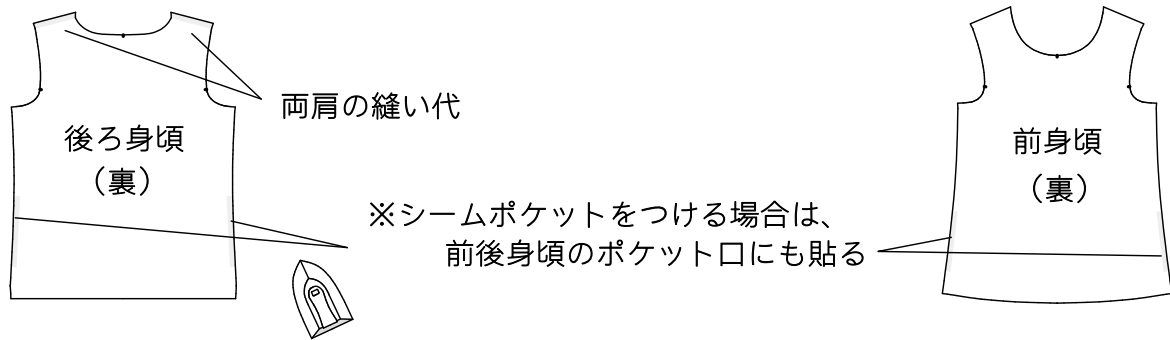 両肩の縫い代
後ろ身頃
（裏）
前身頃
（裏）
※シームポケットをつける場合は、
前後身頃のポケット口にも貼る